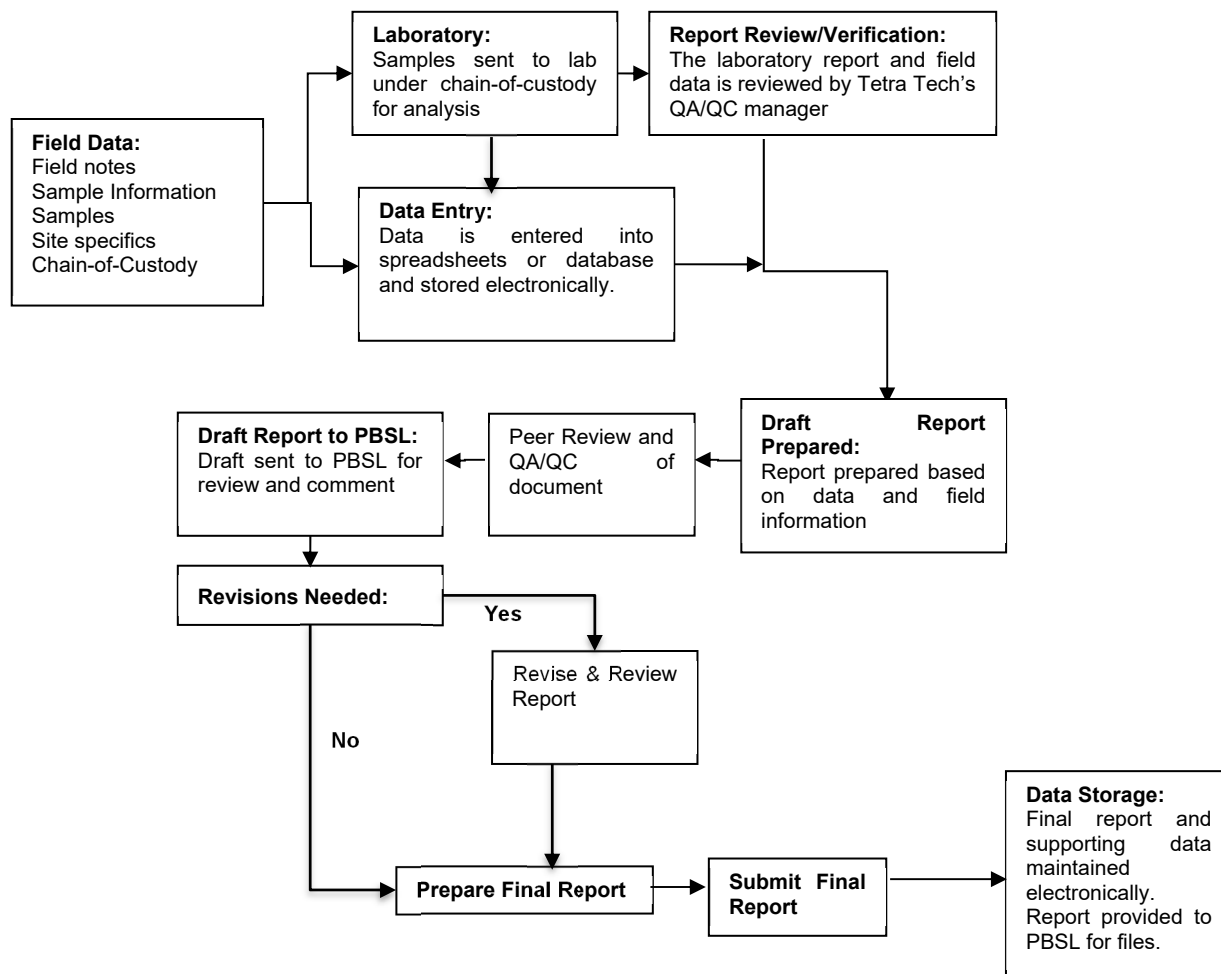 Laboratory:
Samples sent to lab
under chain-of-custody
for analysis
Report Review/Verification:
The laboratory report and field
data is reviewed by Tetra Tech's
QA/QC manager
Field Data:
Field notes
Sample Information
Samples
Site specifics
Chain-of-Custody
Data Entry:
Data is entered into
spreadsheets or database
and stored electronically.
Draft Report to PBSL:
Draft sent to PBSL for
review and comment
Peer Review and
QA/QC of
document
Draft Report
Prepared:
Report prepared based
on data and field
information
Revisions Needed:
Yes
Revise & Review
Report
No
Prepare Final Report
Submit Final
Report
Data Storage:
Final report and
supporting data
maintained
electronically.
Report provided to
PBSL for files.